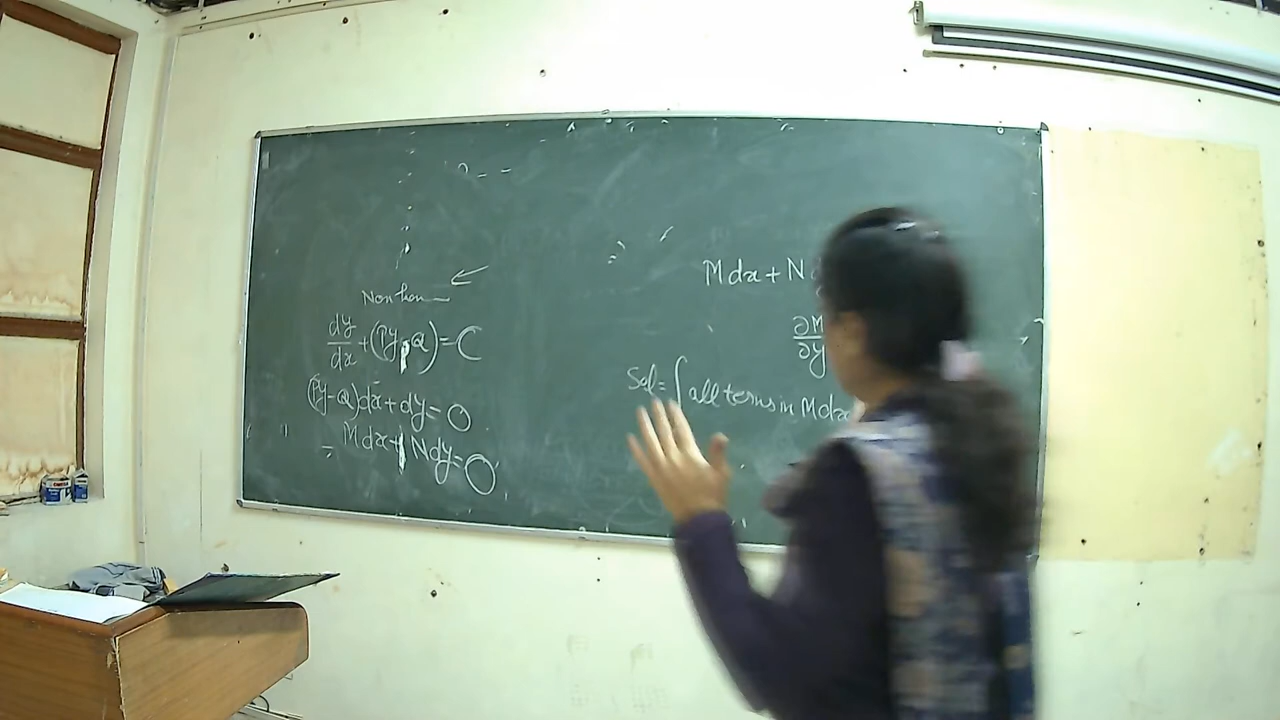 Non hom
dy/dx + (Py - Q) = C
(Py-Q)dx + dy = 0
= Mdx + Ndy = 0
Mdx + N
∂M
∂y
Sol = ∫ all terms in Mdx